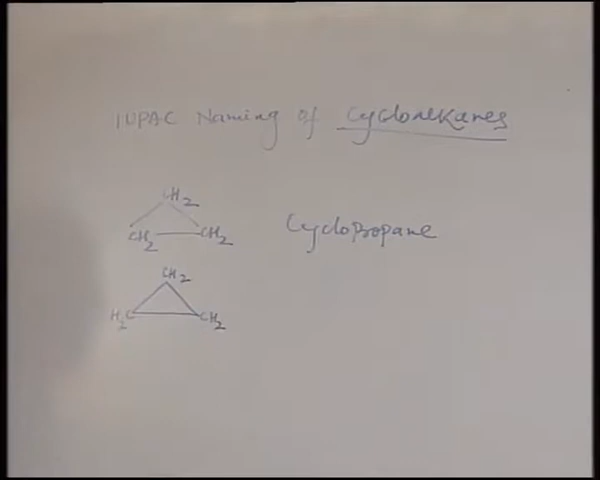 IUPAC Naming of Cycloalkanes
CH2
CH2 CH2
Cyclopropane
CH2
H2C CH2